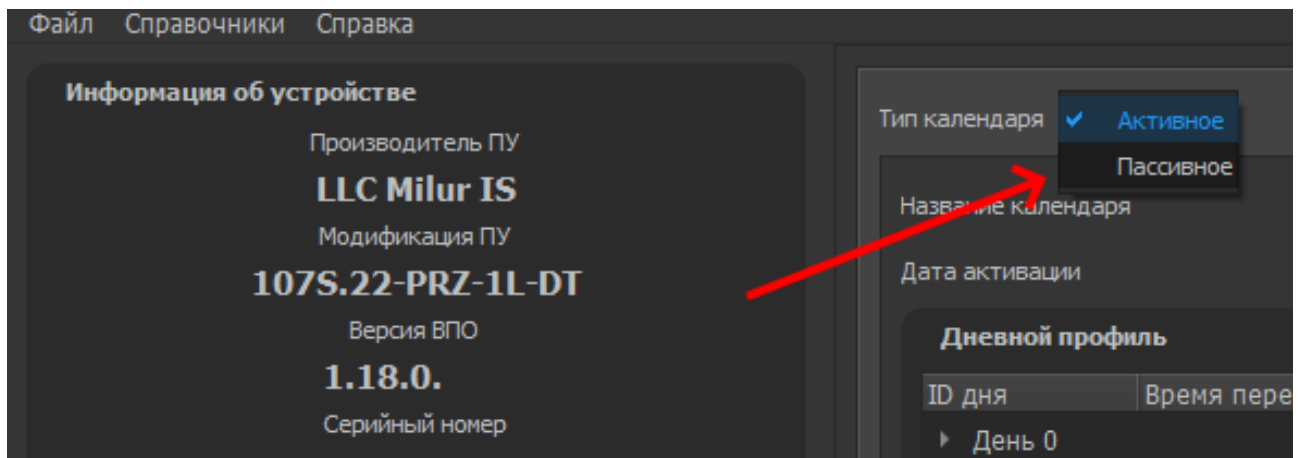 Файл Справочники Справка
Информация об устройстве
Производитель ПУ
LLC Milur IS
Модификация ПУ
107S.22-PRZ-1L-DT
Версия ВПО
1.18.0.
Серийный номер
Тип календаря
Активное
Пассивное
Название календаря
Дата активации
Дневной профиль
ID дня Время пере
День 0